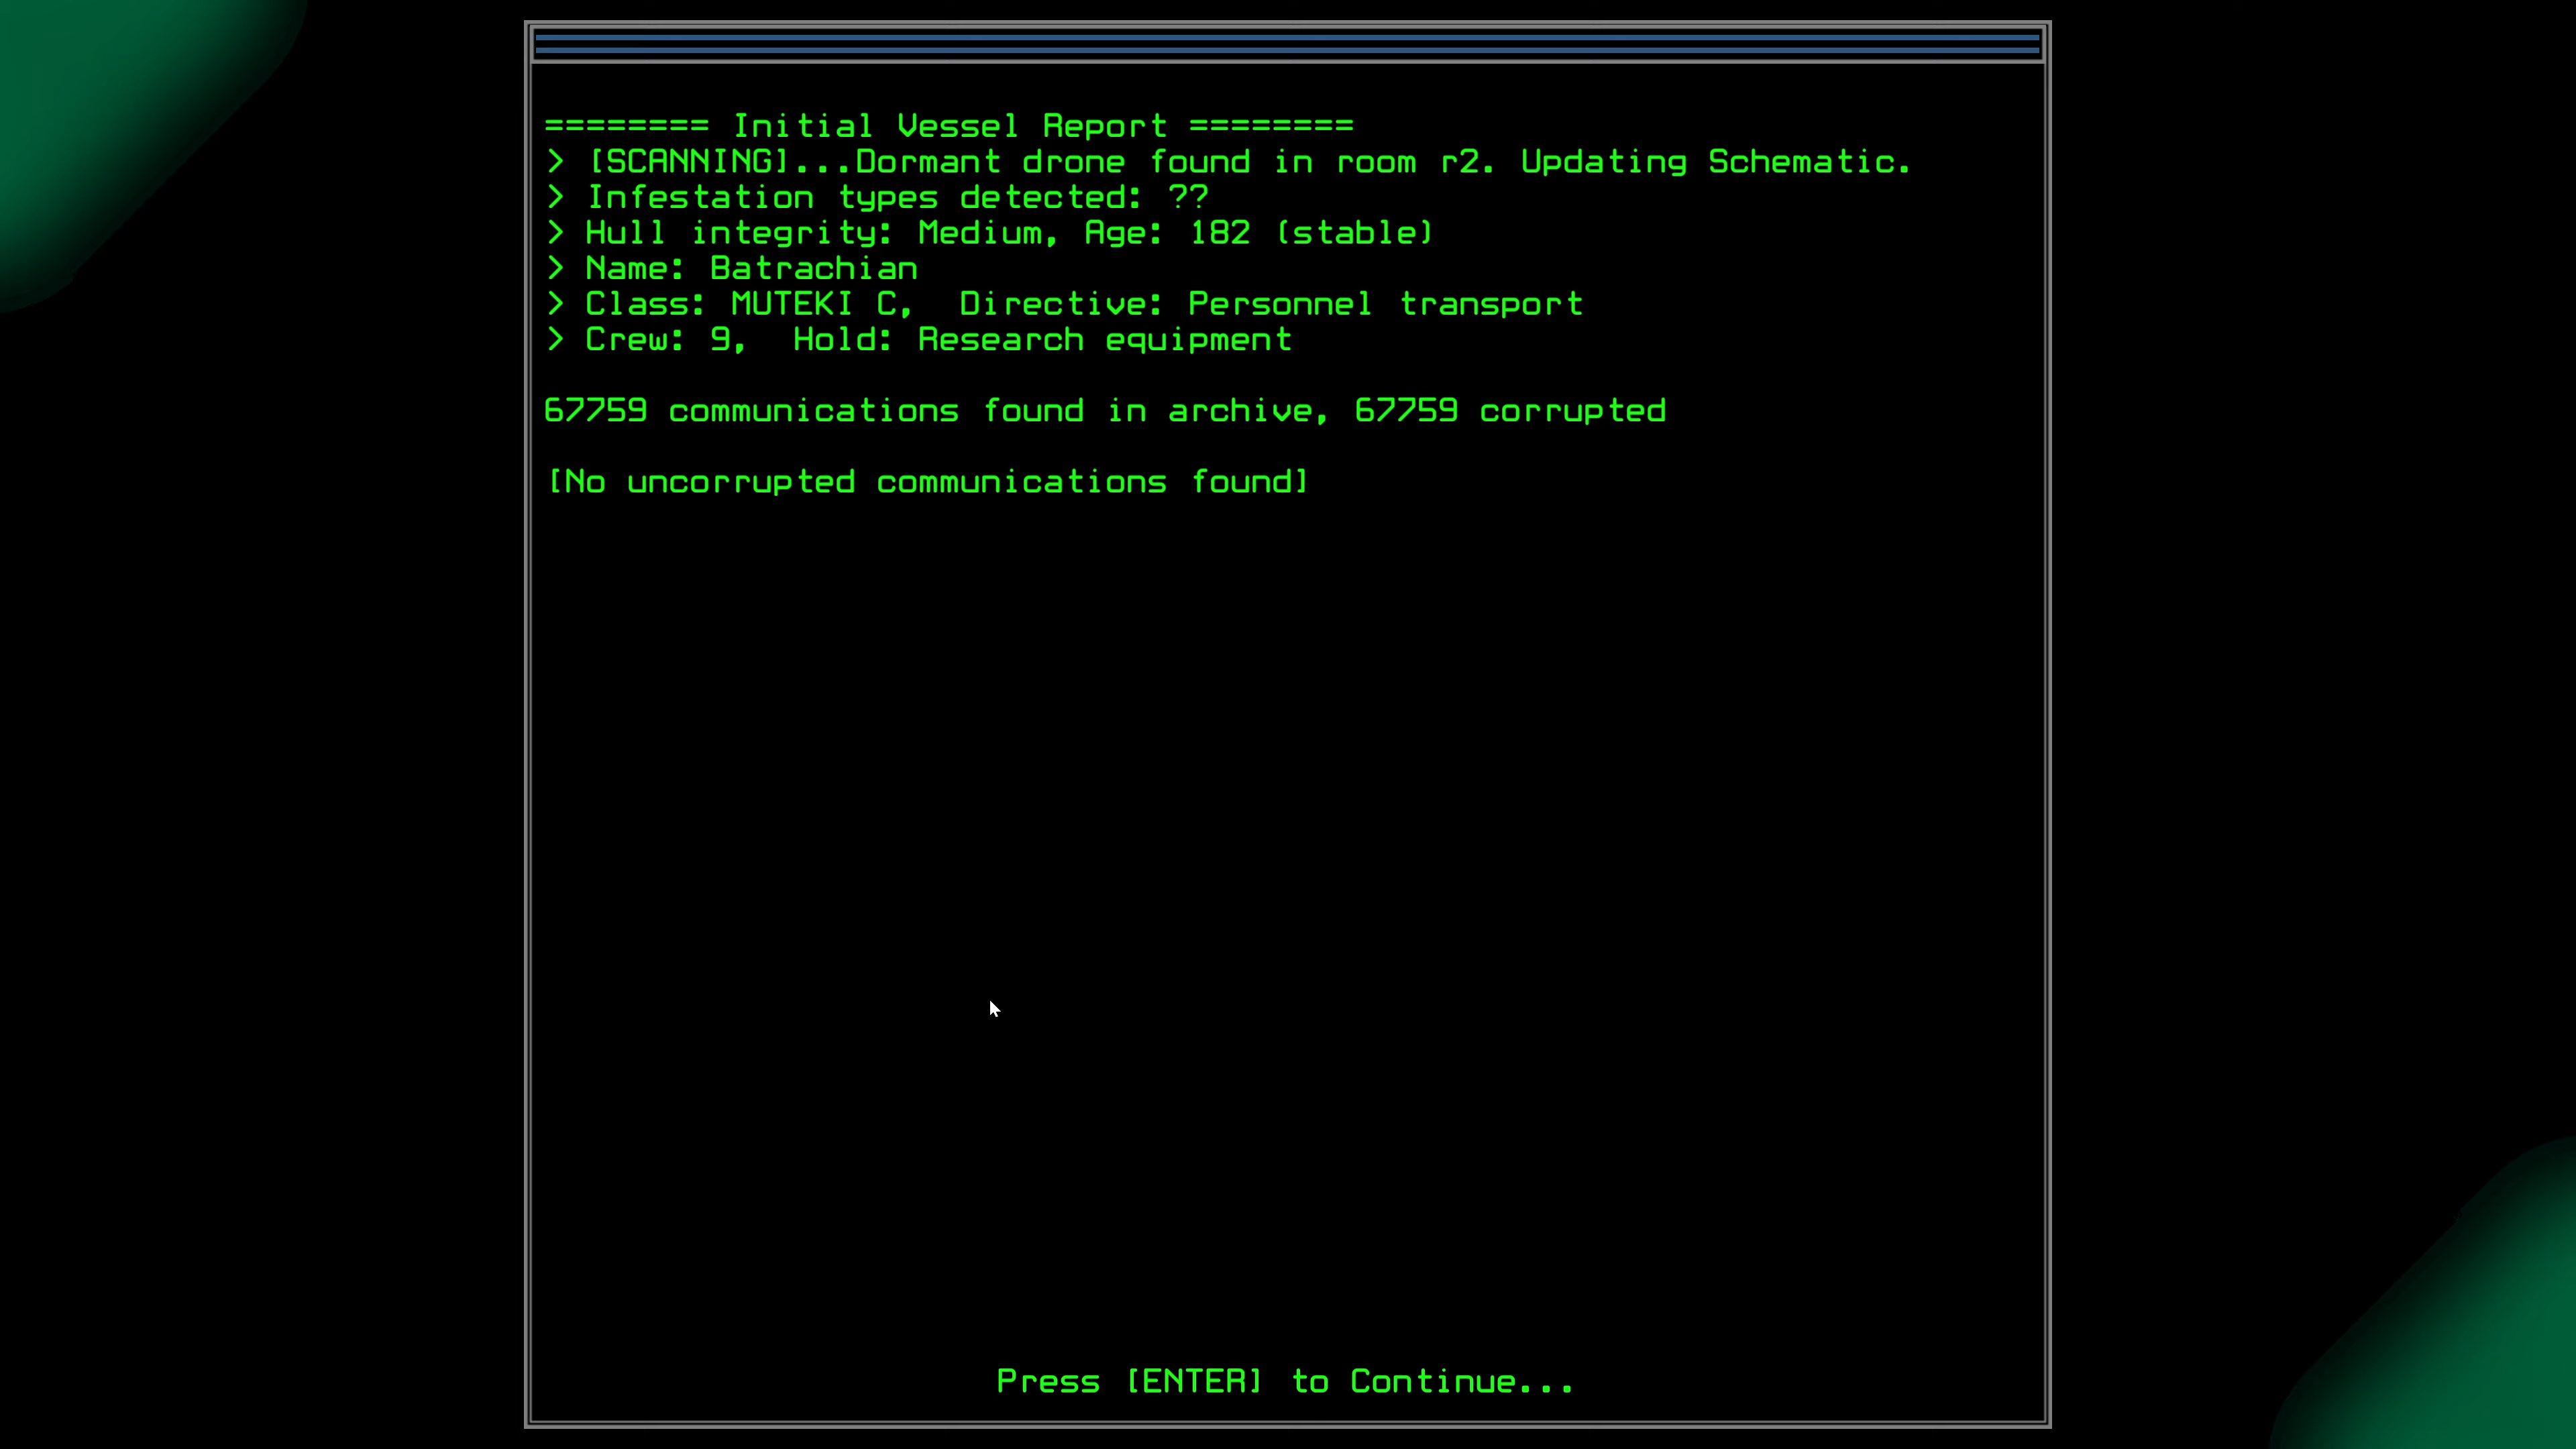 ======== Initial Vessel Report ========
> [SCANNING]...Dormant drone found in room r2. Updating Schematic.
> Infestation types detected: ??
> Hull integrity: Medium, Age: 182 (stable)
> Name: Batrachian
> Class: MUTEKI C,  Directive: Personnel transport
> Crew: 9,  Hold: Research equipment
67759 communications found in archive, 67759 corrupted
[No uncorrupted communications found]
Press [ENTER] to Continue...